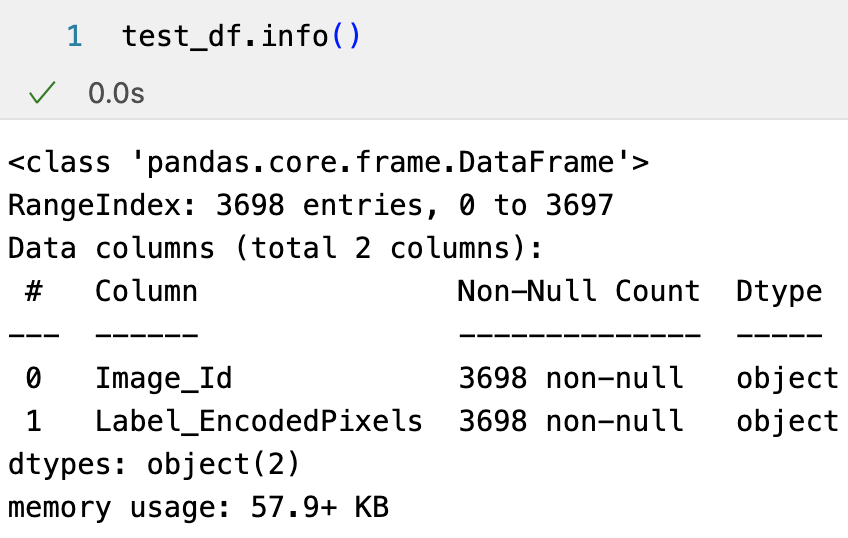 1 test_df.info()
0.0s
<class 'pandas.core.frame.DataFrame'>
RangeIndex: 3698 entries, 0 to 3697
Data columns (total 2 columns):
 #   Column               Non-Null Count  Dtype
---  ------               --------------  -----
 0   Image_Id             3698 non-null   object
 1   Label_EncodedPixels  3698 non-null   object
dtypes: object(2)
memory usage: 57.9+ KB